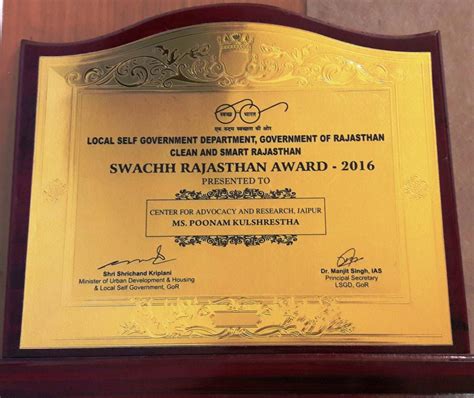 स्वच्छ भारत
एक कदम स्वच्छता की ओर
LOCAL SELF GOVERNMENT DEPARTMENT, GOVERNMENT OF RAJASTHAN
CLEAN AND SMART RAJASTHAN
SWACHH RAJASTHAN AWARD - 2016
PRESENTED TO
CENTER FOR ADVOCACY AND RESEARCH, JAIPUR
MS. POONAM KULSHRESTHA
Shri Shrichand Kriplani
Minister of Urban Development & Housing
& Local Self Government, GoR
Dr. Manjit Singh, IAS
Principal Secretary
LSGD, GoR